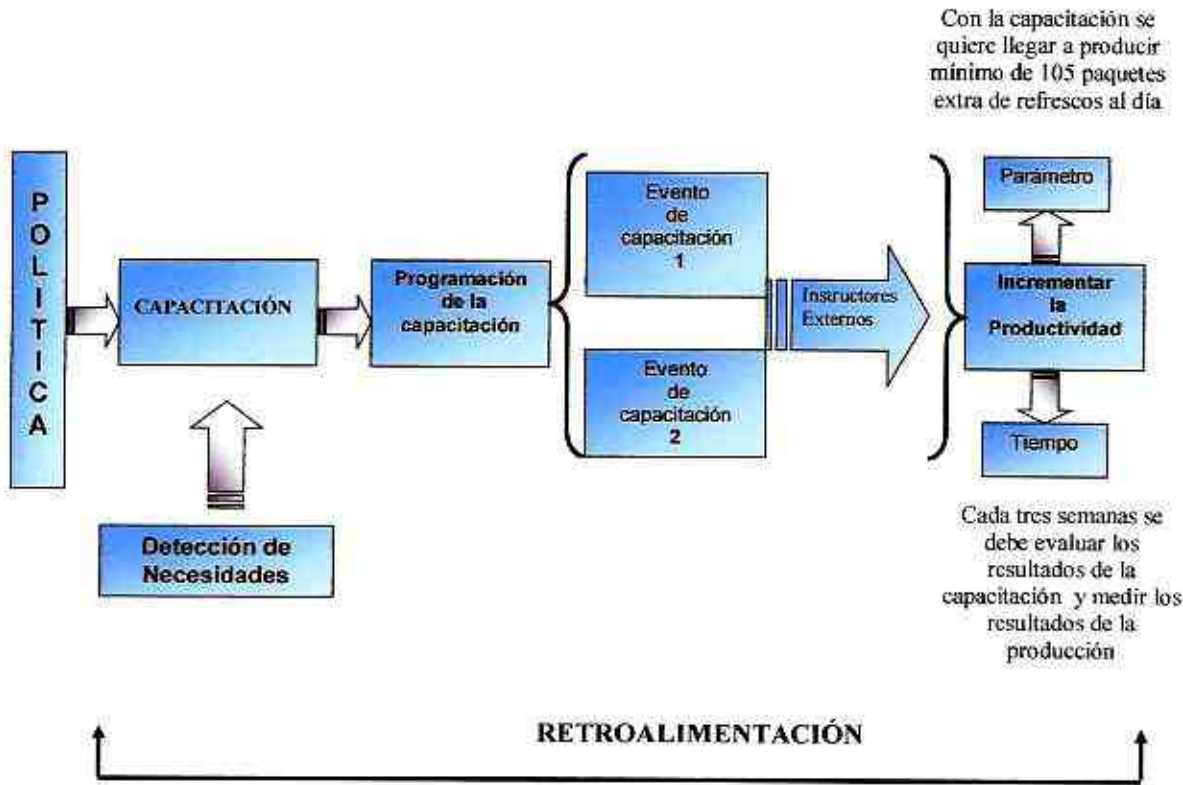 Con la capacitación se
quiere llegar a producir
mínimo de 105 paquetes
extra de refrescos al día
POLITICA
CAPACITACIÓN
Detección de
Necesidades
Programación
de la
capacitación
Evento
de
capacitación
1
Evento
de
capacitación
2
Instructores
Externos
Parámetro
Incrementar
la
Productividad
Tiempo
Cada tres semanas se
debe evaluar los
resultados de la
capacitación y medir los
resultados de la
producción
RETROALIMENTACIÓN